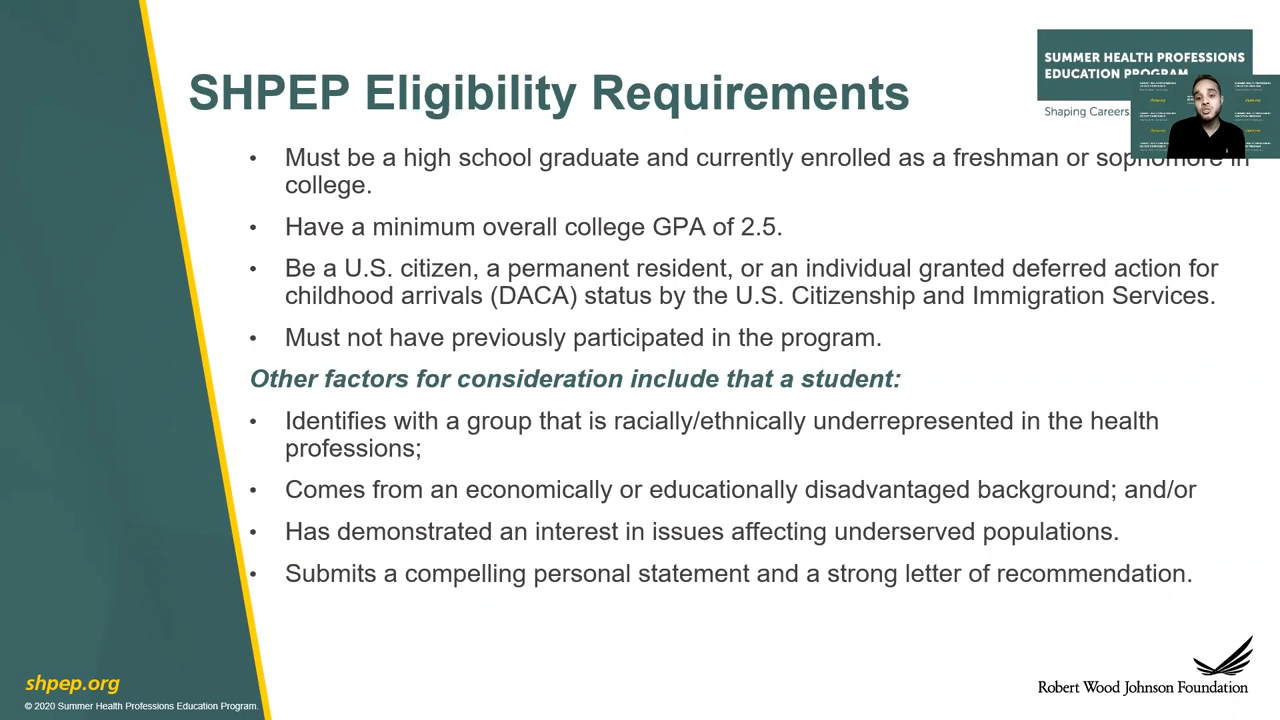 SHPEP Eligibility Requirements
SUMMER HEALTH PROFESSIONS
EDUCATION PROGRAM
Shaping Careers
• Must be a high school graduate and currently enrolled as a freshman or sophomore in
college.
• Have a minimum overall college GPA of 2.5.
• Be a U.S. citizen, a permanent resident, or an individual granted deferred action for
childhood arrivals (DACA) status by the U.S. Citizenship and Immigration Services.
• Must not have previously participated in the program.
Other factors for consideration include that a student:
• Identifies with a group that is racially/ethnically underrepresented in the health
professions;
• Comes from an economically or educationally disadvantaged background; and/or
• Has demonstrated an interest in issues affecting underserved populations.
• Submits a compelling personal statement and a strong letter of recommendation.
shpep.org
© 2020 Summer Health Professions Education Program.
Robert Wood Johnson Foundation